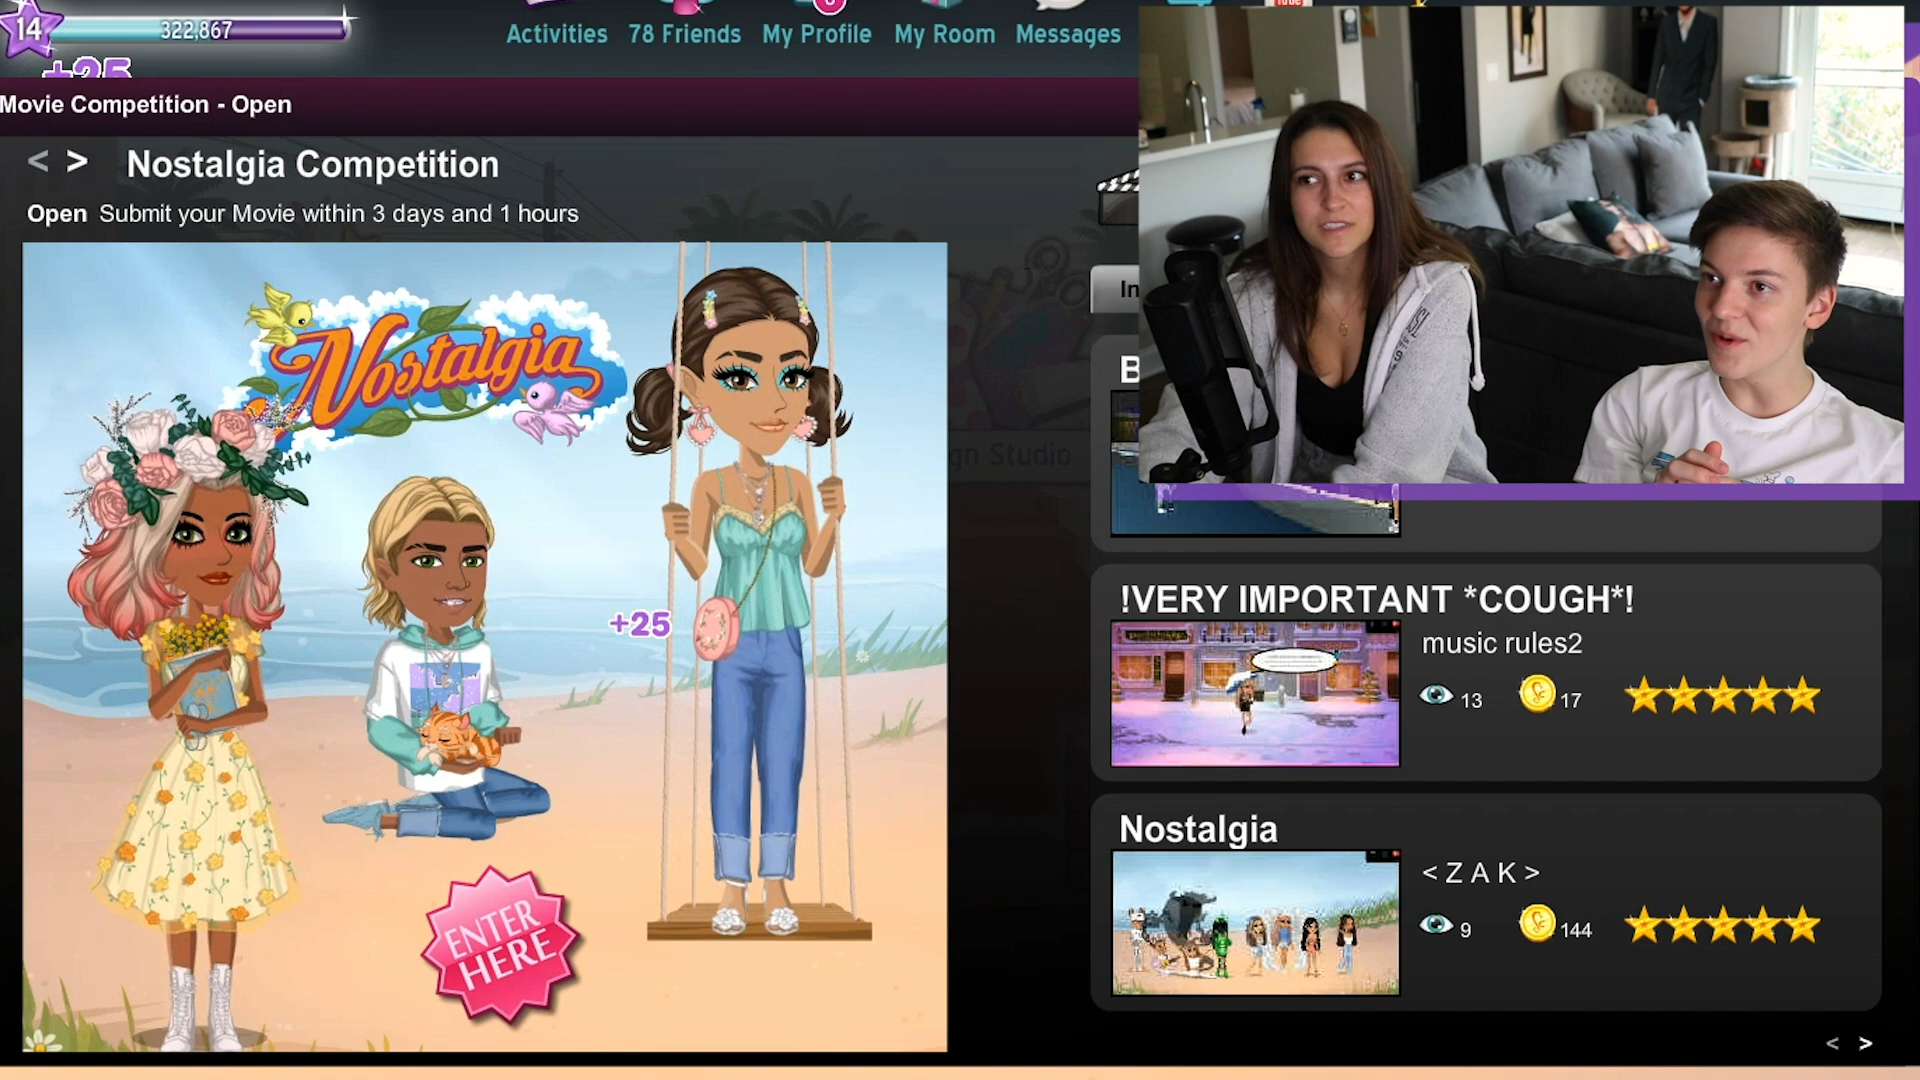 14
322,867
+25
Activities
78 Friends
My Profile
My Room
Messages
Movie Competition - Open
< >
Nostalgia Competition
Open Submit your Movie within 3 days and 1 hours
Nostalgia
+25
ENTER
HERE
!VERY IMPORTANT *COUGH*!
music rules2
13
17
Nostalgia
< Z A K >
9
144
< >